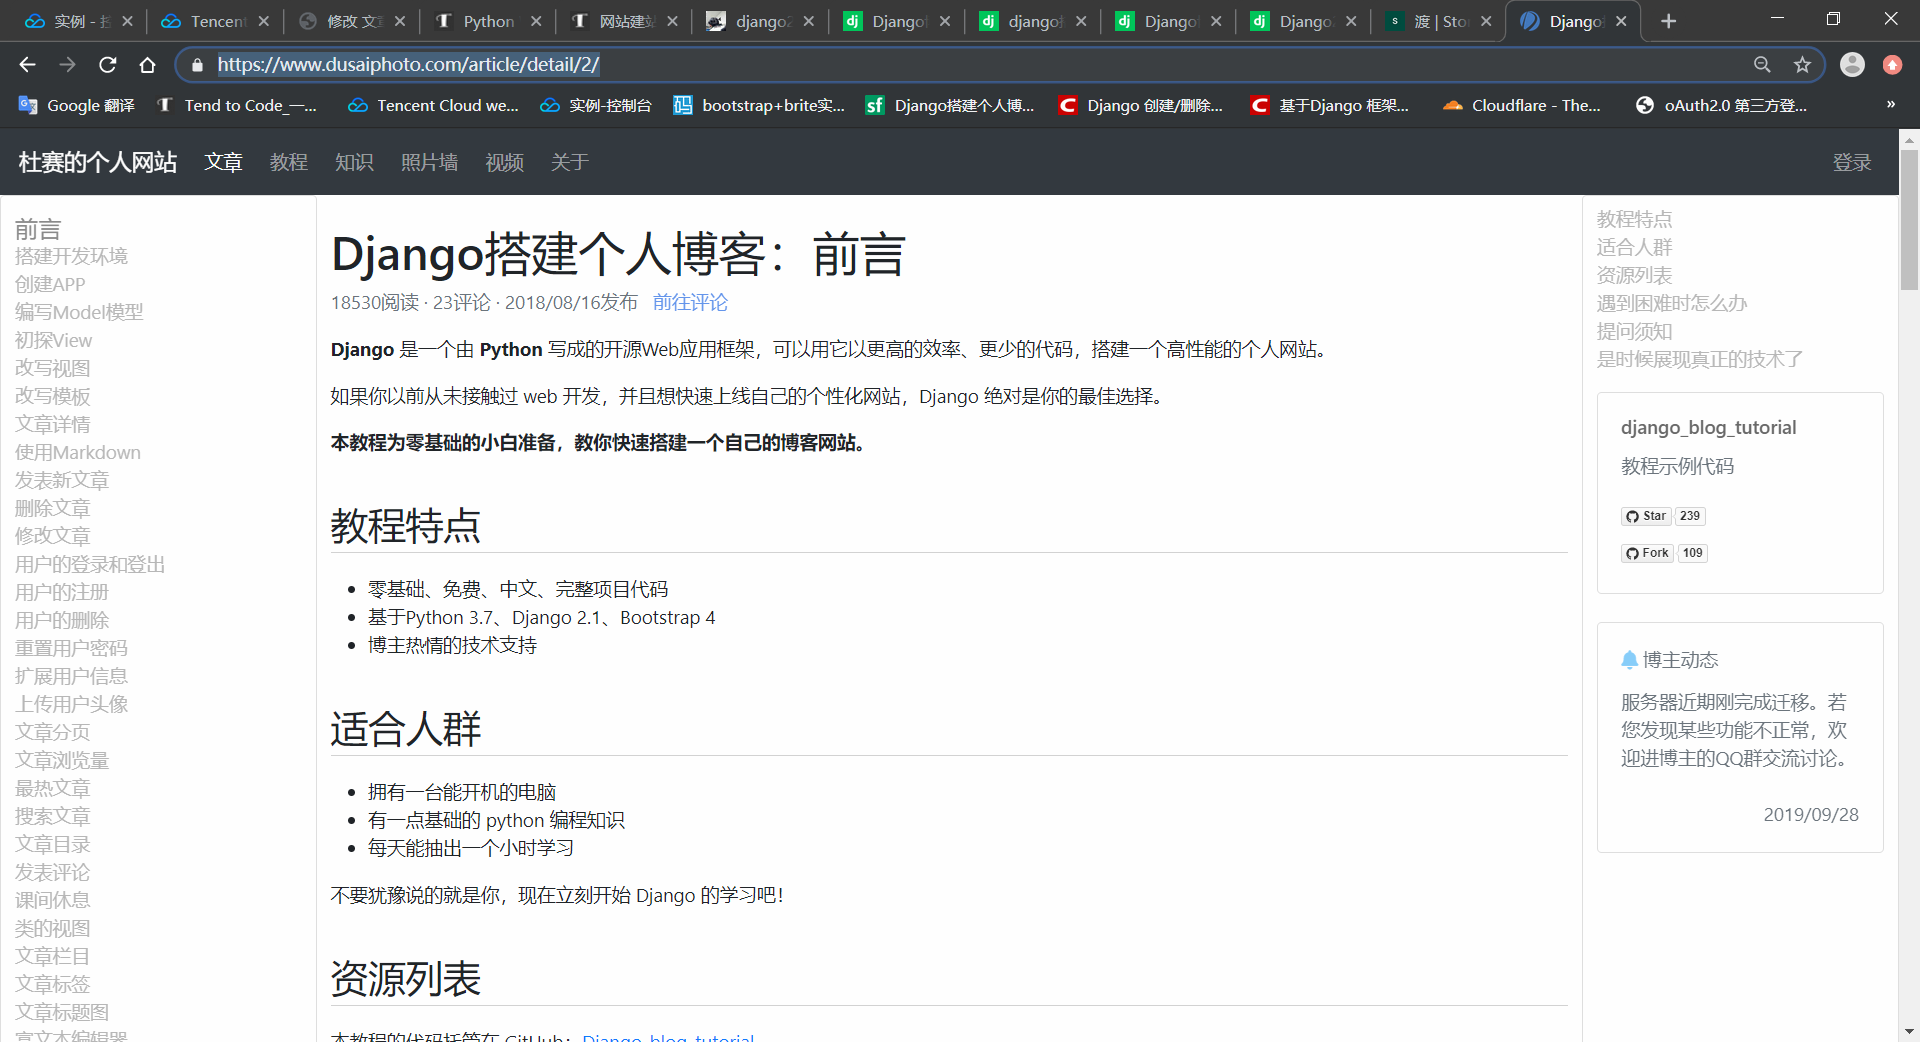 实例 - 控
Tencent
修改 文章
Python
网站建站
django2
Django
django
Django
Django
渡 | Sto
Django
https://www.dusaiphoto.com/article/detail/2/
Google 翻译
Tend to Code_一...
Tencent Cloud we...
实例-控制台
bootstrap+brite实...
Django搭建个人博...
Django 创建/删除...
基于Django 框架...
Cloudflare - The...
oAuth2.0 第三方登...
»
杜赛的个人网站 文章 教程 知识 照片墙 视频 关于 登录
前言
搭建开发环境
创建APP
编写Model模型
初探View
改写视图
改写模板
文章详情
使用Markdown
发表新文章
删除文章
修改文章
用户的登录和登出
用户的注册
用户的删除
重置用户密码
扩展用户信息
上传用户头像
文章分页
文章浏览量
最热文章
搜索文章
文章目录
发表评论
课间休息
类的视图
文章栏目
文章标签
文章标题图
富文本编辑器
Django搭建个人博客：前言
18530阅读 · 23评论 · 2018/08/16发布 前往评论
Django 是一个由 Python 写成的开源Web应用框架，可以用它以更高的效率、更少的代码，搭建一个高性能的个人网站。
如果你以前从未接触过 web 开发，并且想快速上线自己的个性化网站，Django 绝对是你的最佳选择。
本教程为零基础的小白准备，教你快速搭建一个自己的博客网站。
教程特点
• 零基础、免费、中文、完整项目代码
• 基于Python 3.7、Django 2.1、Bootstrap 4
• 博主热情的技术支持
适合人群
• 拥有一台能开机的电脑
• 有一点基础的 python 编程知识
• 每天能抽出一个小时学习
不要犹豫说的就是你，现在立刻开始 Django 的学习吧！
资源列表
本教程的代码托管在 GitHub：Django_blog_tutorial
教程特点
适合人群
资源列表
遇到困难时怎么办
提问须知
是时候展现真正的技术了
django_blog_tutorial
教程示例代码
Star 239
Fork 109
博主动态
服务器近期刚完成迁移。若
您发现某些功能不正常，欢
迎进博主的QQ群交流讨论。
2019/09/28